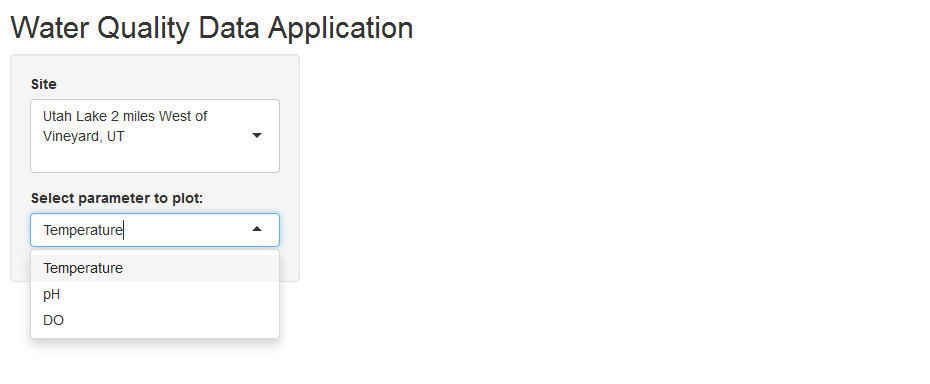 Water Quality Data Application
Site
Utah Lake 2 miles West of
Vineyard, UT
Select parameter to plot:
Temperature
Temperature
pH
DO